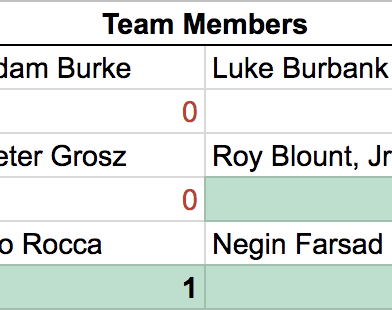 Team Members
dam Burke Luke Burbank
0
eter Grosz Roy Blount, Jr
0
o Rocca Negin Farsad
1